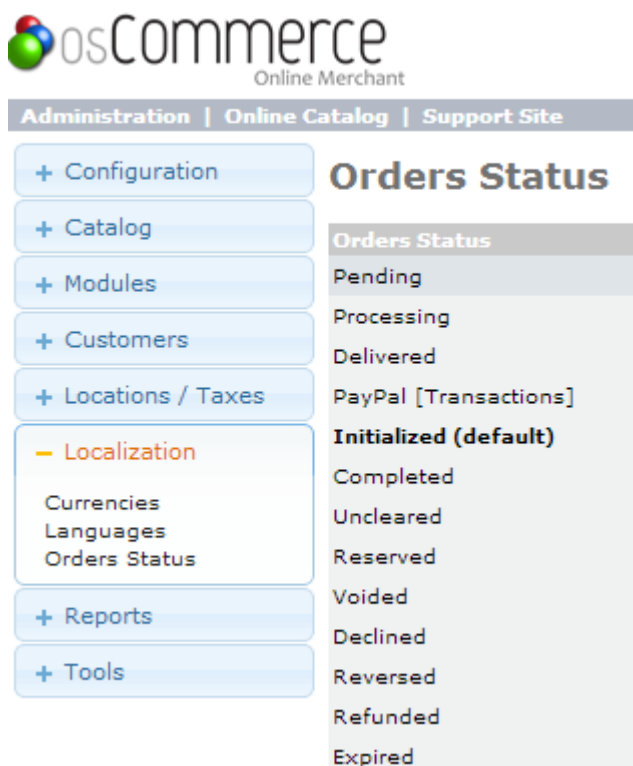 osCommerce
Online Merchant
Administration | Online Catalog | Support Site
+ Configuration
+ Catalog
+ Modules
+ Customers
+ Locations / Taxes
− Localization
Currencies
Languages
Orders Status
+ Reports
+ Tools
Orders Status
Orders Status
Pending
Processing
Delivered
PayPal [Transactions]
Initialized (default)
Completed
Uncleared
Reserved
Voided
Declined
Reversed
Refunded
Expired